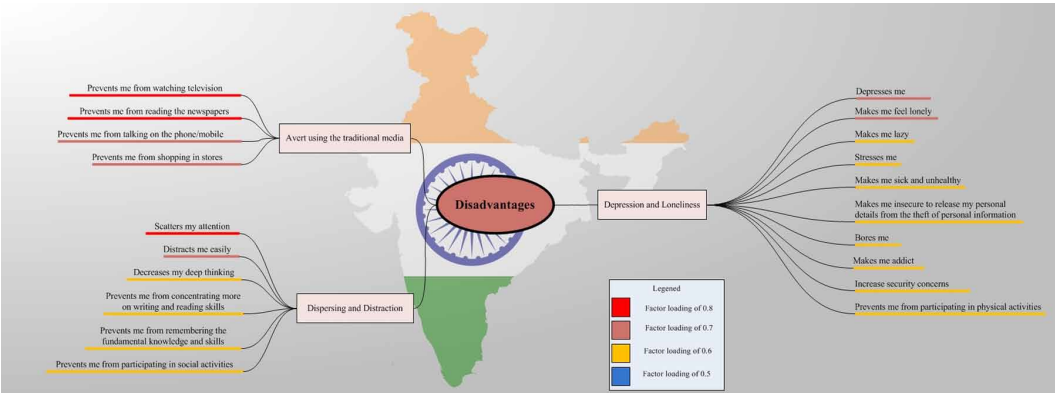 Prevents me from watching television
Prevents me from reading the newspapers
Prevents me from talking on the phone/mobile
Prevents me from shopping in stores
Avert using the traditional media
Scatters my attention
Distracts me easily
Decreases my deep thinking
Prevents me from concentrating more
on writing and reading skills
Prevents me from remembering the
fundamental knowledge and skills
Prevents me from participating in social activities
Dispersing and Distraction
Disadvantages
Depression and Loneliness
Depresses me
Makes me feel lonely
Makes me lazy
Stresses me
Makes me sick and unhealthy
Makes me insecure to release my personal
details from the theft of personal information
Bores me
Makes me addict
Increase security concerns
Prevents me from participating in physical activities
Legened
Factor loading of 0.8
Factor loading of 0.7
Factor loading of 0.6
Factor loading of 0.5